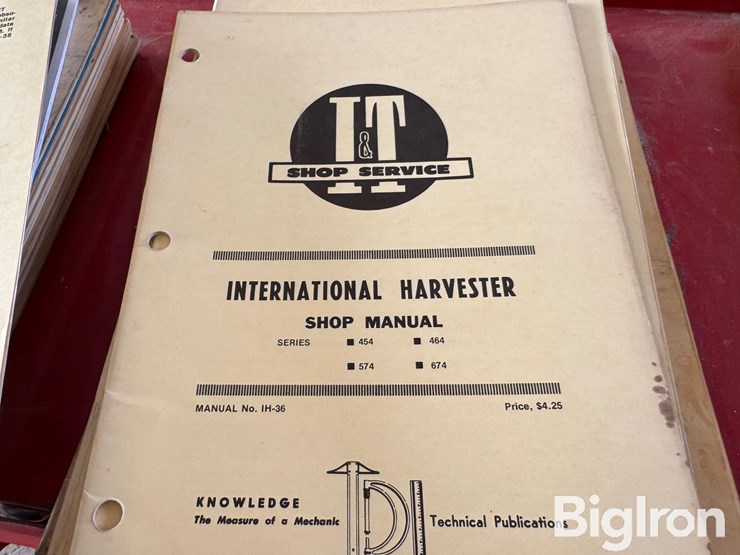 I&T
SHOP SERVICE
INTERNATIONAL HARVESTER
SHOP MANUAL
SERIES ■ 454 ■ 464
■ 574 ■ 674
MANUAL No. IH-36 Price, $4.25
KNOWLEDGE
The Measure of a Mechanic
Technical Publications
BigIron